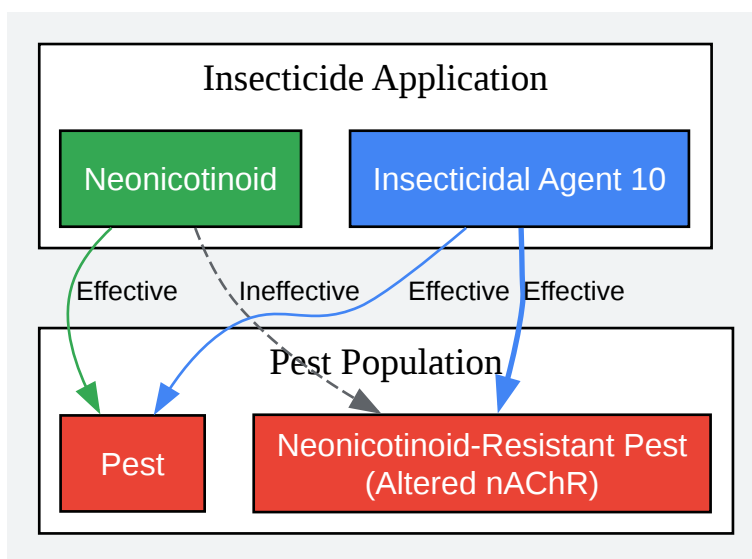 Insecticide Application
Neonicotinoid
Insecticidal Agent 10
Effective
Ineffective
Effective
Effective
Pest Population
Pest
Neonicotinoid-Resistant Pest
(Altered nAChR)